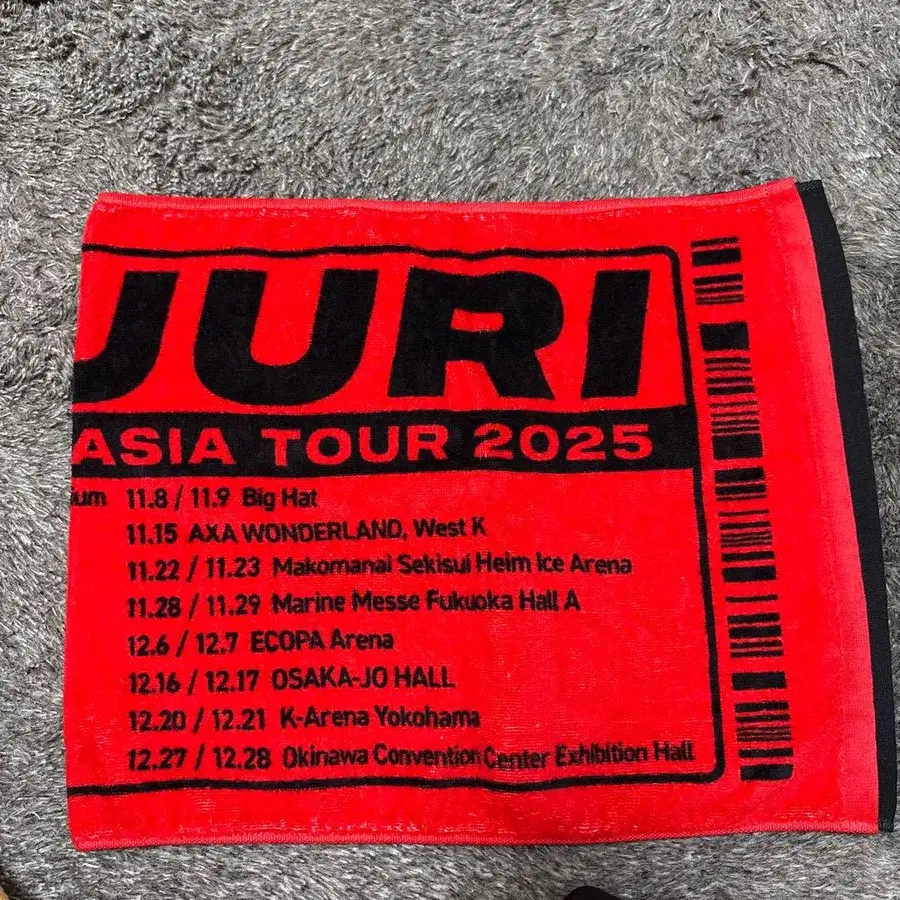 JURI
ASIA TOUR 2025
um 11.8 / 11.9 Big Hat
11.15 AXA WONDERLAND, West K
11.22 / 11.23 Makomanai Sekisui Heim Ice Arena
11.28 / 11.29 Marine Messe Fukuoka Hall A
12.6 / 12.7 ECOPA Arena
12.16 / 12.17 OSAKA-JO HALL
12.20 / 12.21 K-Arena Yokohama
12.27 / 12.28 Okinawa Convention Center Exhibition Hall